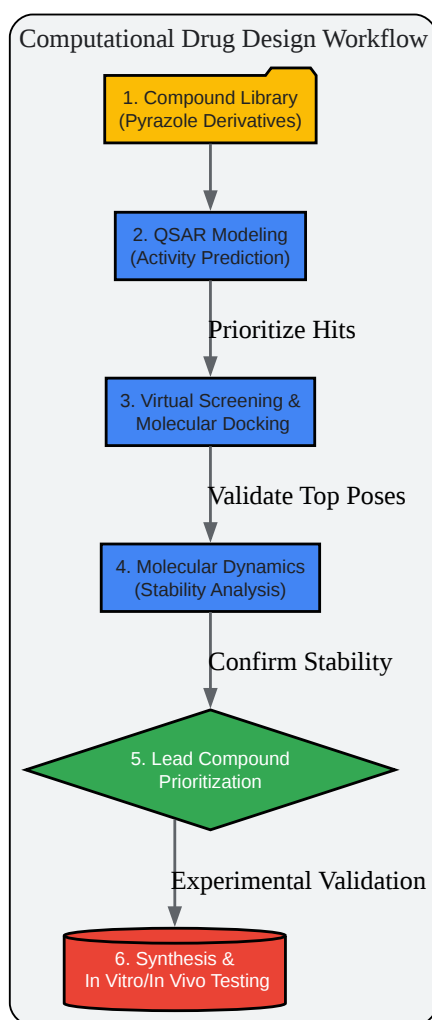 Computational Drug Design Workflow
1. Compound Library
(Pyrazole Derivatives)
2. QSAR Modeling
(Activity Prediction)
Prioritize Hits
3. Virtual Screening &
Molecular Docking
Validate Top Poses
4. Molecular Dynamics
(Stability Analysis)
Confirm Stability
5. Lead Compound
Prioritization
Experimental Validation
6. Synthesis &
In Vitro/In Vivo Testing